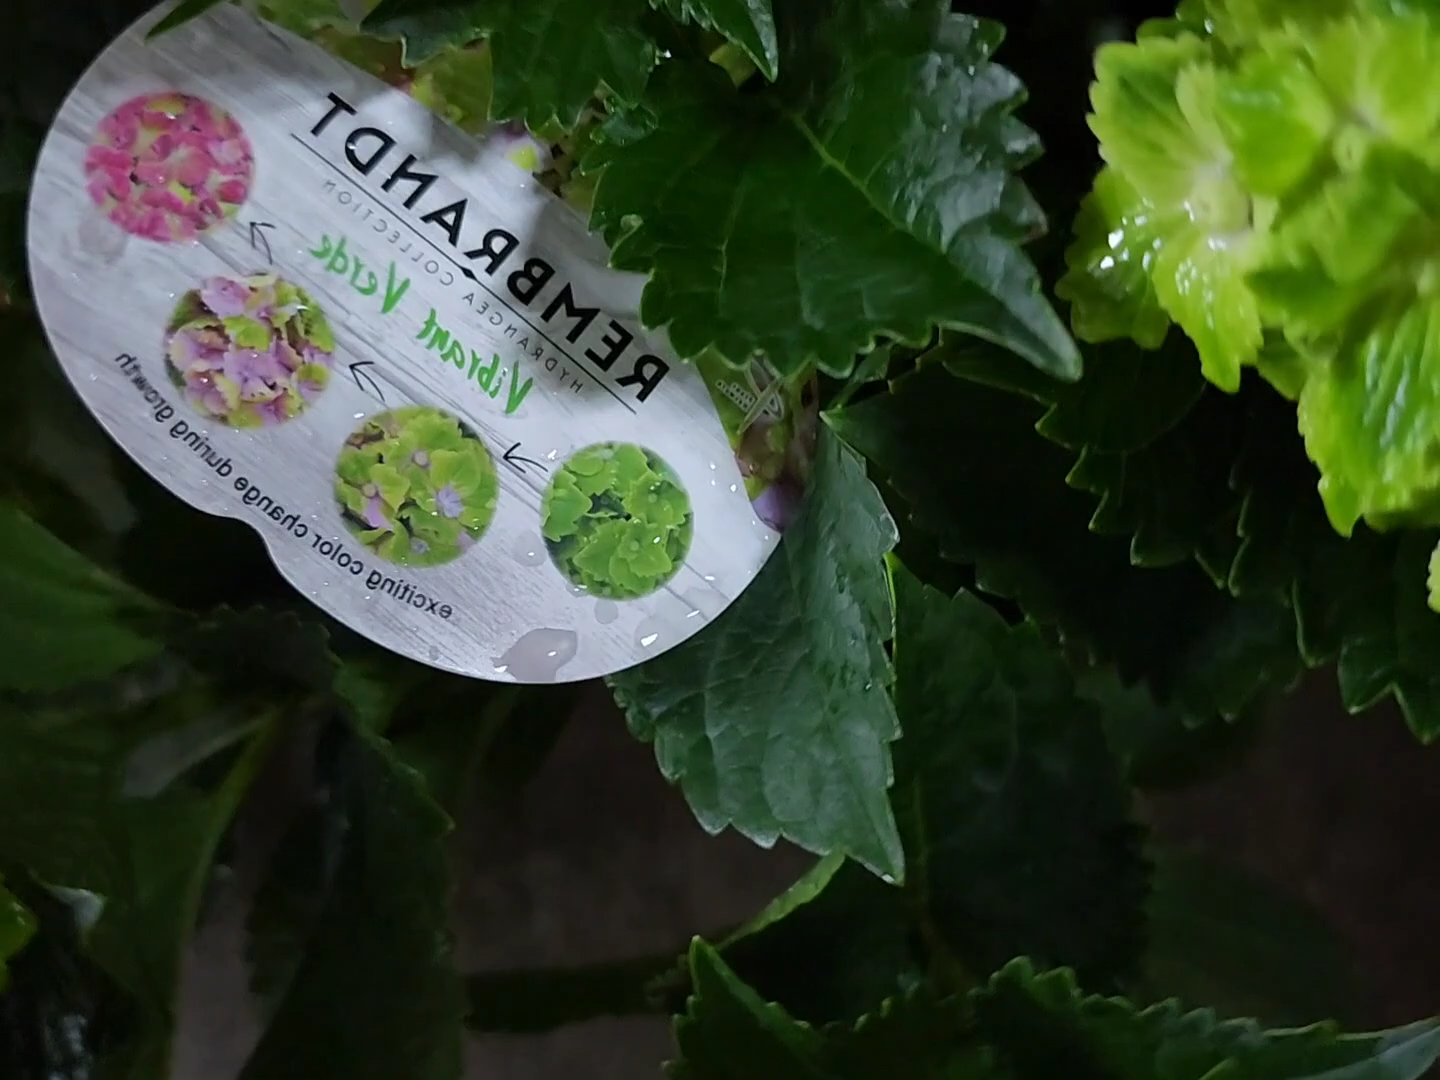 REMBRANDT
HYDRANGEA COLLECTION
Vibrant Verde
exciting color change during growth